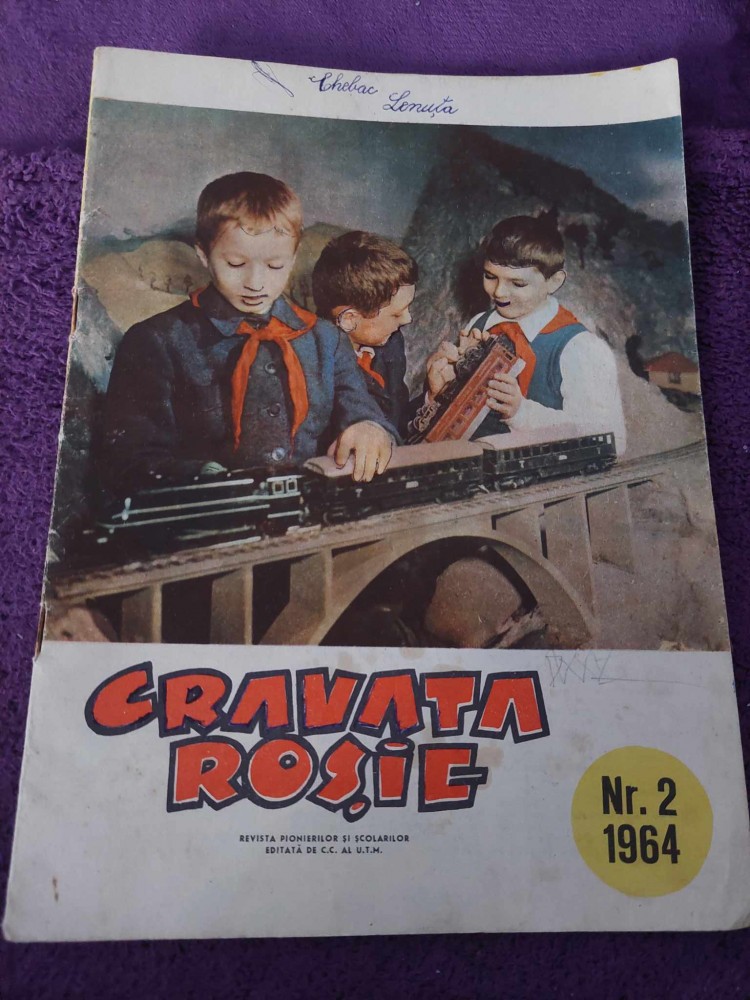 Chebac
Lenuța
CRAVATA
ROȘIE
REVISTA PIONIERILOR ȘI ȘCOLARILOR
EDITATĂ DE C.C. AL U.T.M.
Nr. 2
1964